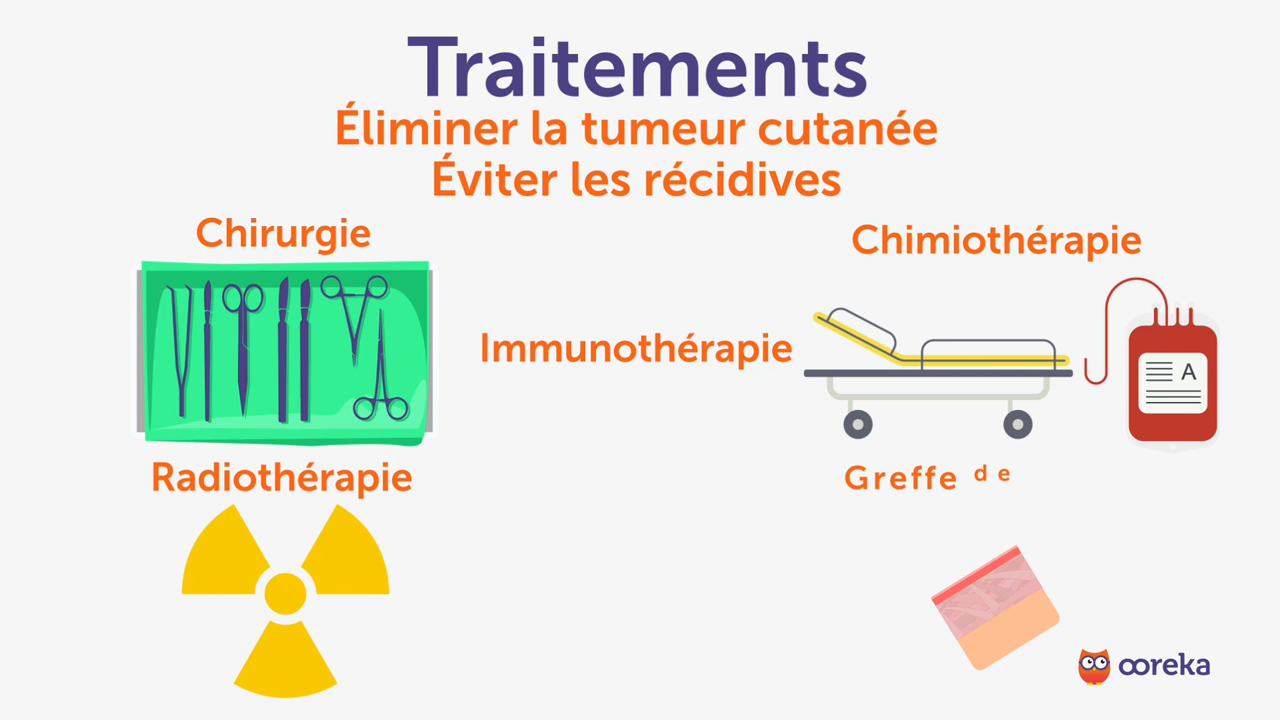 Traitements
Éliminer la tumeur cutanée
Éviter les récidives
Chirurgie
Chimiothérapie
Immunothérapie
A
Radiothérapie
Greffe de
ooreka